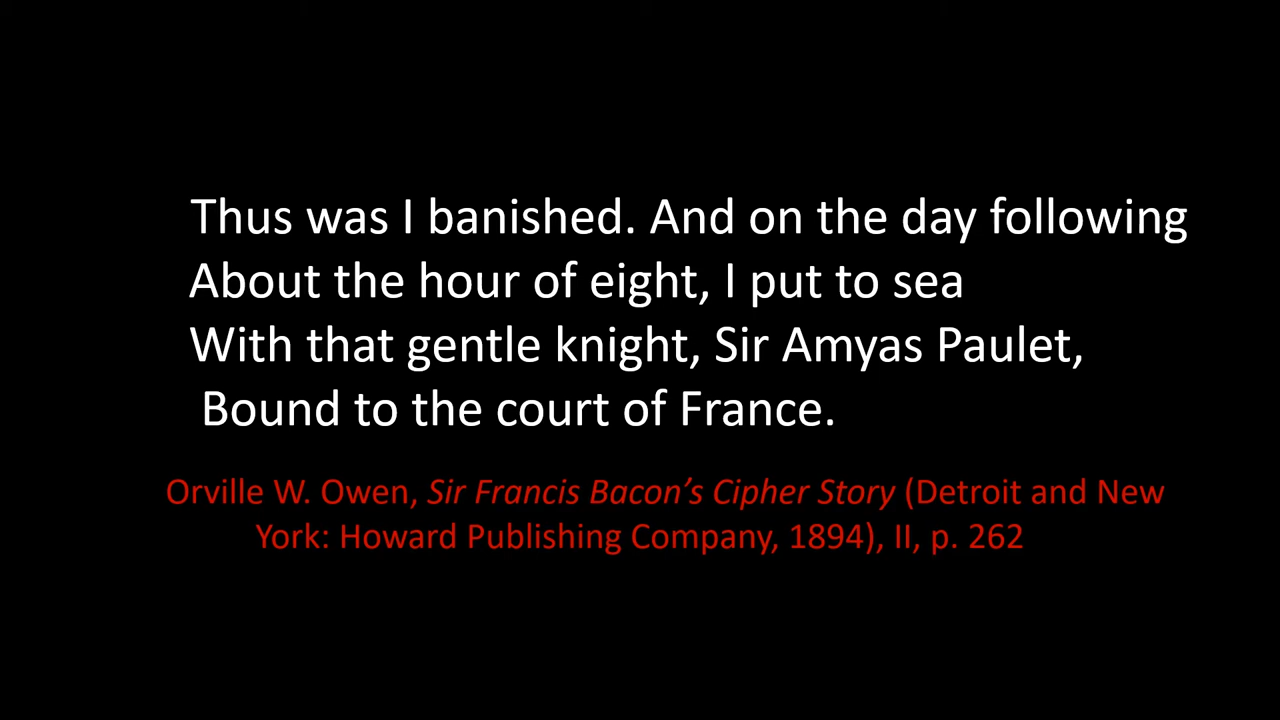 Thus was I banished. And on the day following
About the hour of eight, I put to sea
With that gentle knight, Sir Amyas Paulet,
Bound to the court of France.
Orville W. Owen, Sir Francis Bacon’s Cipher Story (Detroit and New
York: Howard Publishing Company, 1894), II, p. 262